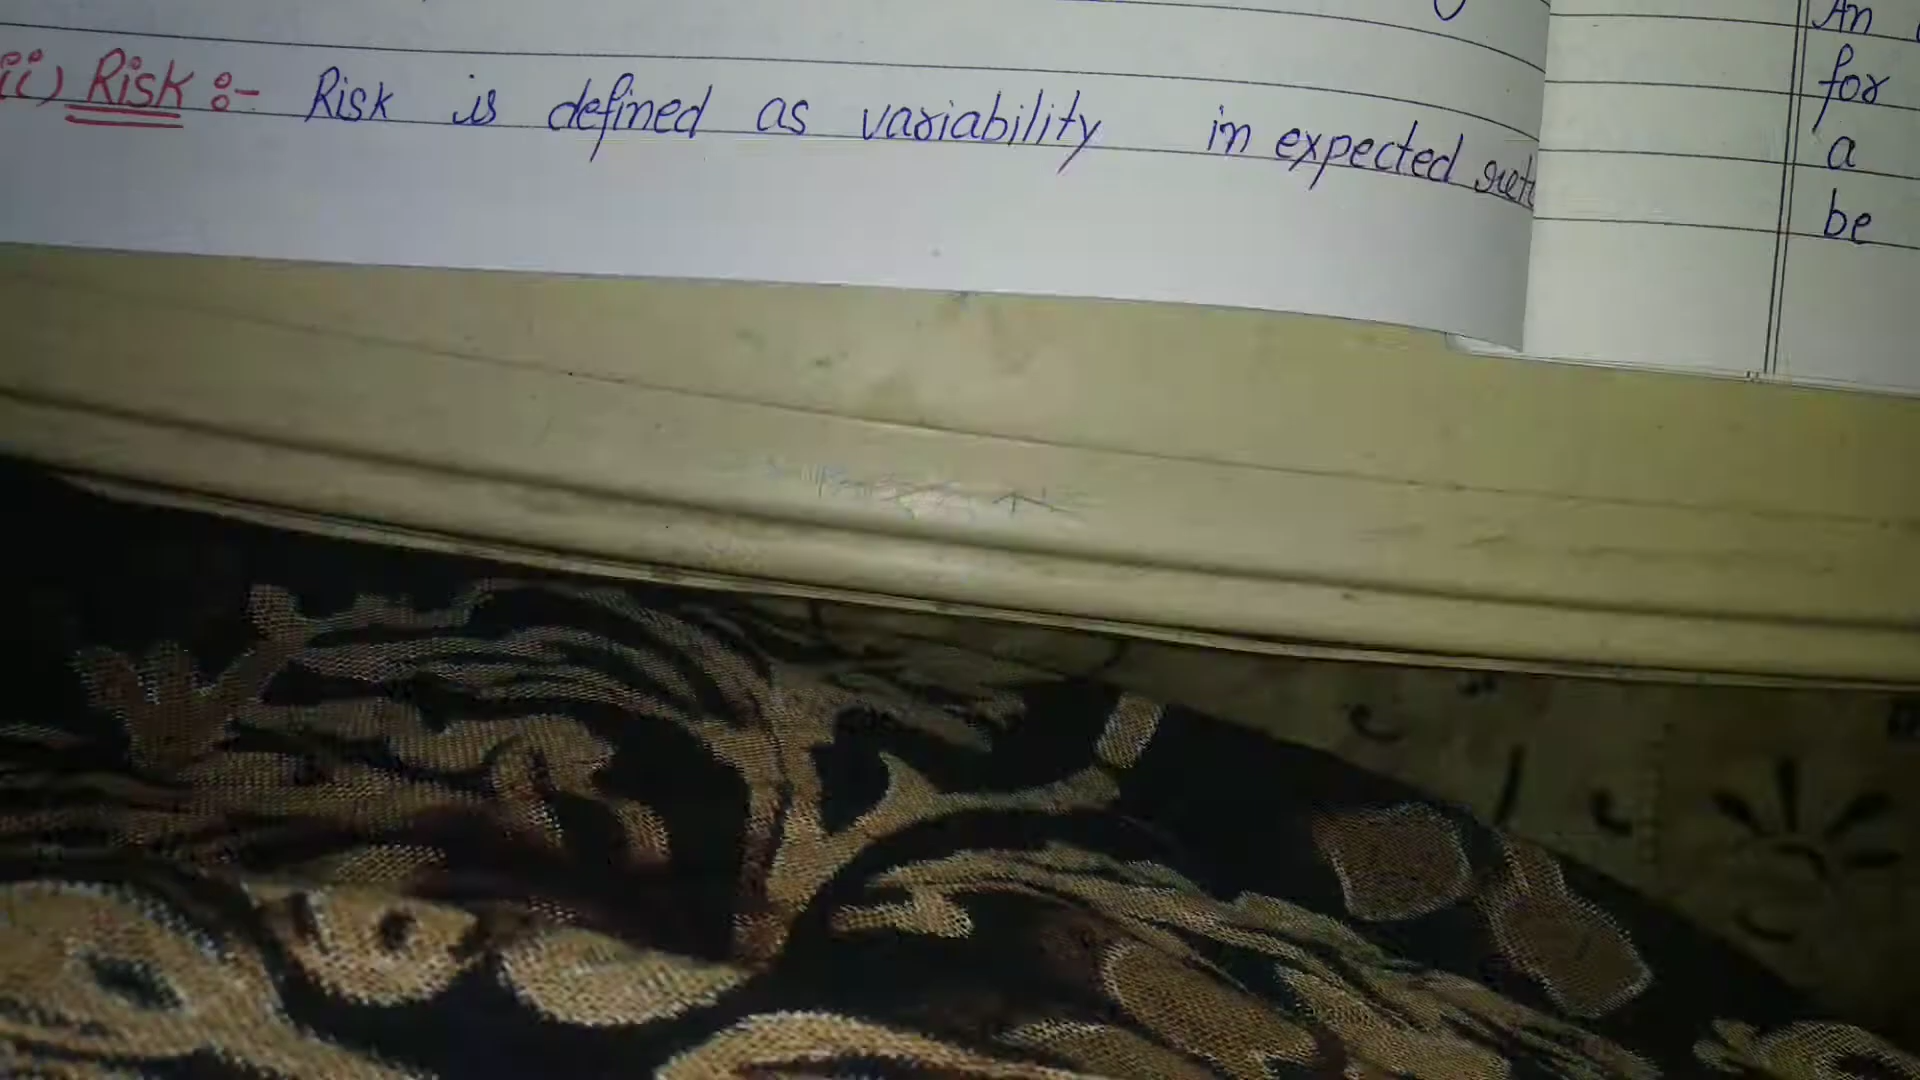 ii) Risk :- Risk is defined as variability in expected
An
for
a
be